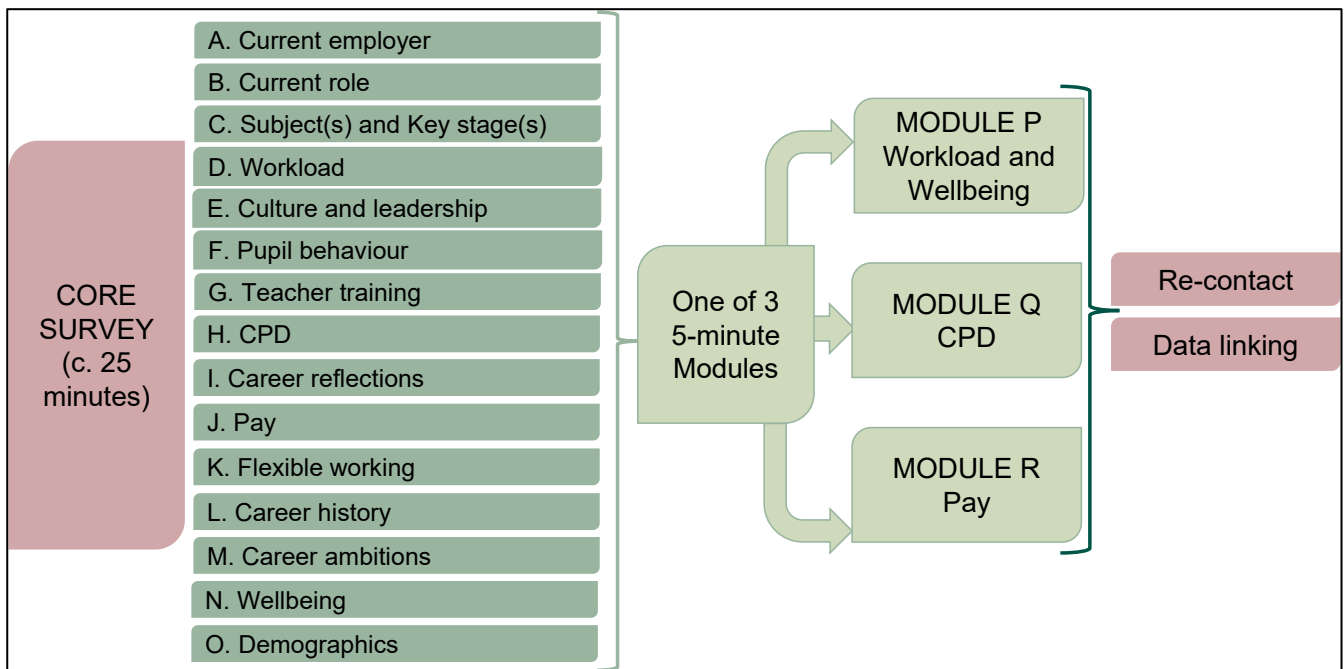 CORE
SURVEY
(c. 25
minutes)
A. Current employer
B. Current role
C. Subject(s) and Key stage(s)
D. Workload
E. Culture and leadership
F. Pupil behaviour
G. Teacher training
H. CPD
I. Career reflections
J. Pay
K. Flexible working
L. Career history
M. Career ambitions
N. Wellbeing
O. Demographics
One of 3
5-minute
Modules
MODULE P
Workload and
Wellbeing
MODULE Q
CPD
MODULE R
Pay
Re-contact
Data linking